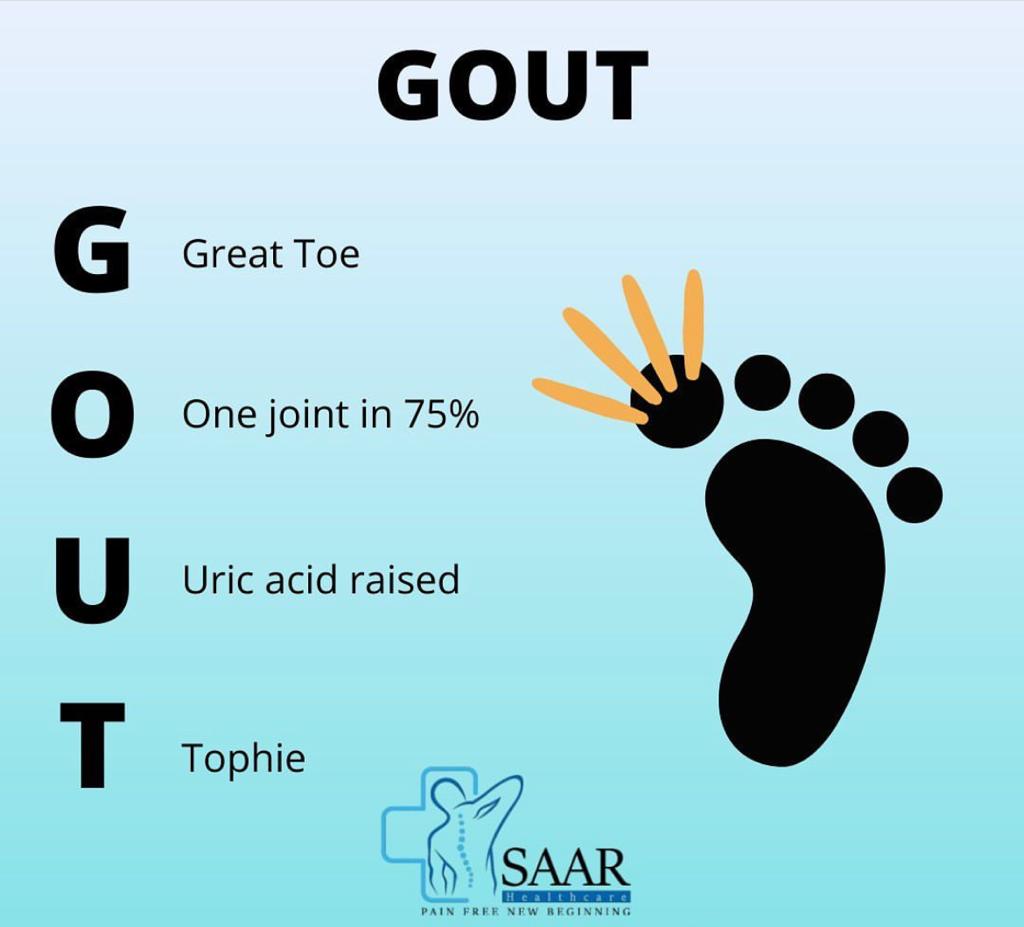 GOUT
G Great Toe
O One joint in 75%
U Uric acid raised
T Tophie
SAAR
Healthcare
PAIN FREE NEW BEGINNING